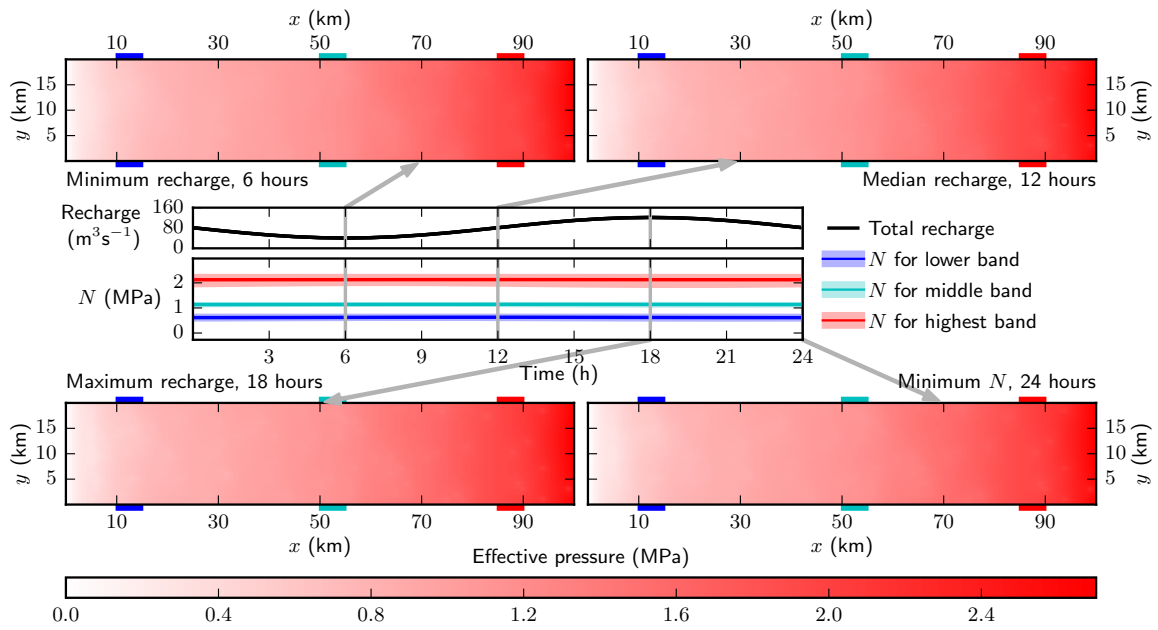 x (km) x (km)
10 30 50 70 90 10 30 50 70 90
y (km) 15 10 5 15 10 5 y (km)
Minimum recharge, 6 hours Median recharge, 12 hours
Recharge (m³s⁻¹) 160 80 0
Total recharge
N for lower band
N (MPa) 2 1 0
N for middle band
N for highest band
3 6 9 12 15 18 21 24
Time (h)
Maximum recharge, 18 hours Minimum N, 24 hours
y (km) 15 10 5 15 10 5 y (km)
10 30 50 70 90 10 30 50 70 90
x (km) x (km)
Effective pressure (MPa)
0.0 0.4 0.8 1.2 1.6 2.0 2.4